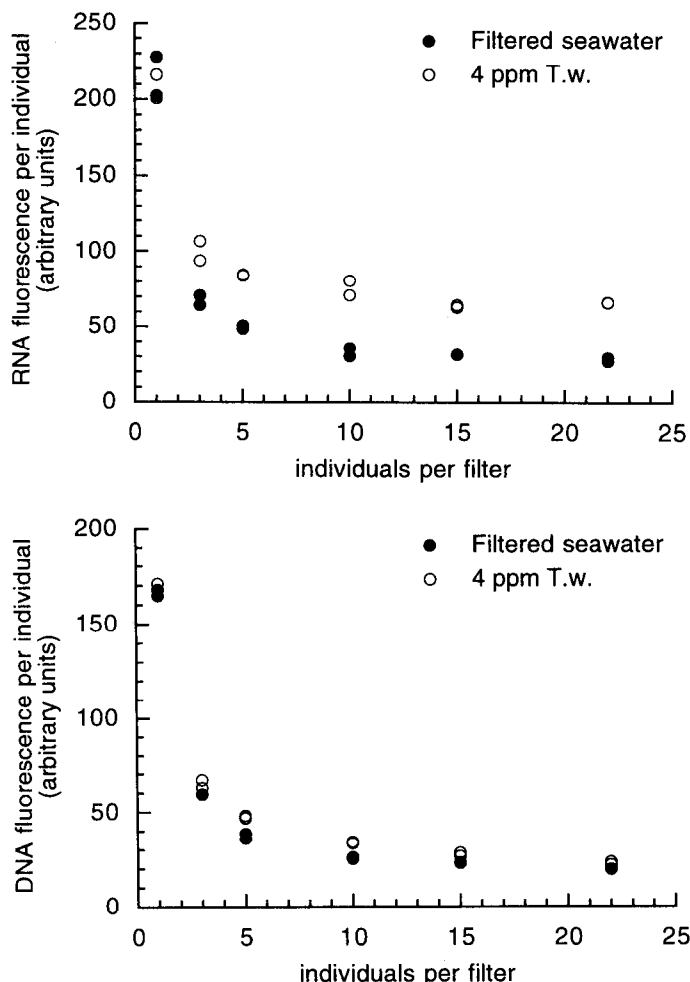 RNA fluorescence per individual
(arbitrary units)
250
200
150
100
50
0
Filtered seawater
4 ppm T.w.
0 5 10 15 20 25
individuals per filter
DNA fluorescence per individual
(arbitrary units)
200
150
100
50
0
Filtered seawater
4 ppm T.w.
0 5 10 15 20 25
individuals per filter